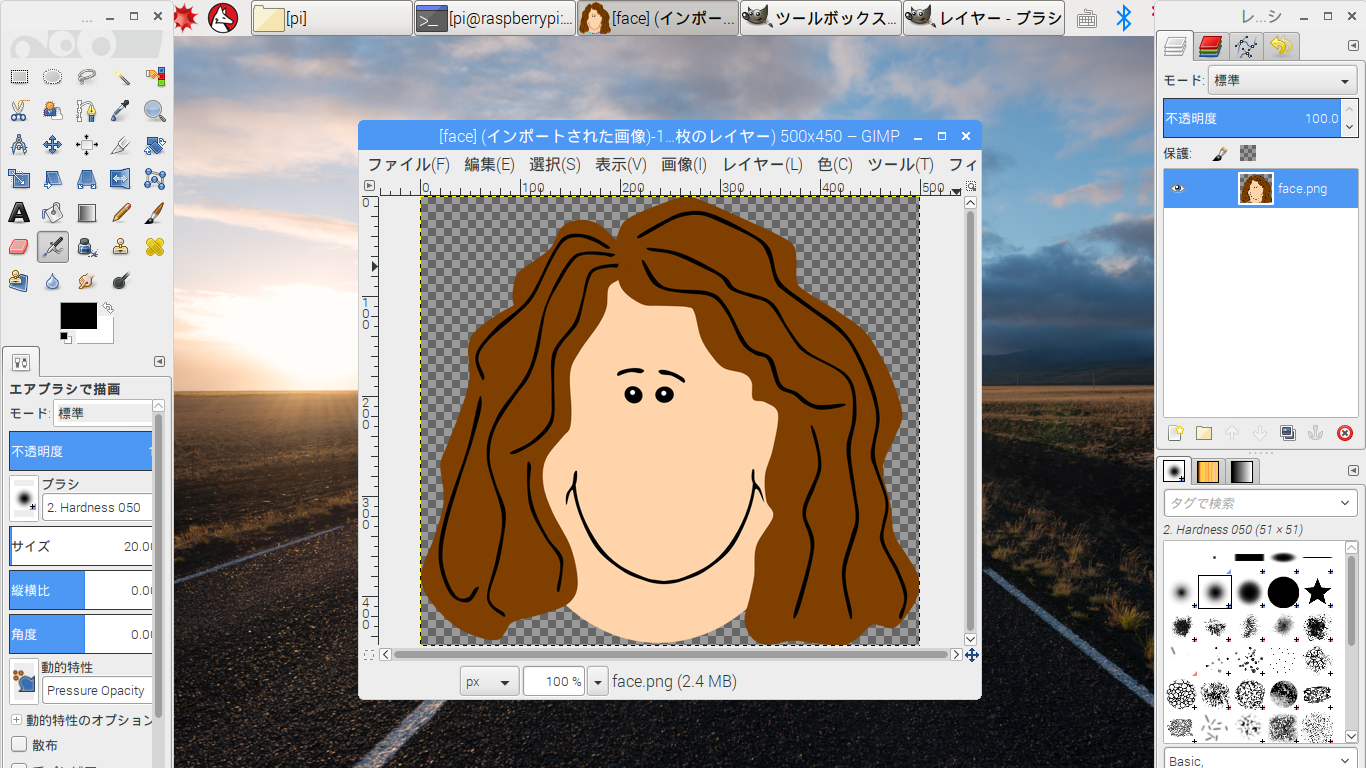 [pi]
[pi@raspberrypi:...
[face] (インポー...
ツールボックス...
レイヤー - ブラシ
...
レ...シ
[face] (インポートされた画像)-1...枚のレイヤー) 500x450 – GIMP
ファイル(F) 編集(E) 選択(S) 表示(V) 画像(I) レイヤー(L) 色(C) ツール(T) フィ
0 100 200 300 400 500
0
100
200
300
400
px 100 % face.png (2.4 MB)
エアブラシで描画
モード: 標準
不透明度 1
ブラシ
2. Hardness 050
サイズ 20.00
縦横比 0.00
角度 0.00
動的特性
Pressure Opacity
動的特性のオプション
散布
モード: 標準
不透明度 100.0
保護:
face.png
タグで検索
2. Hardness 050 (51 × 51)
Basic,